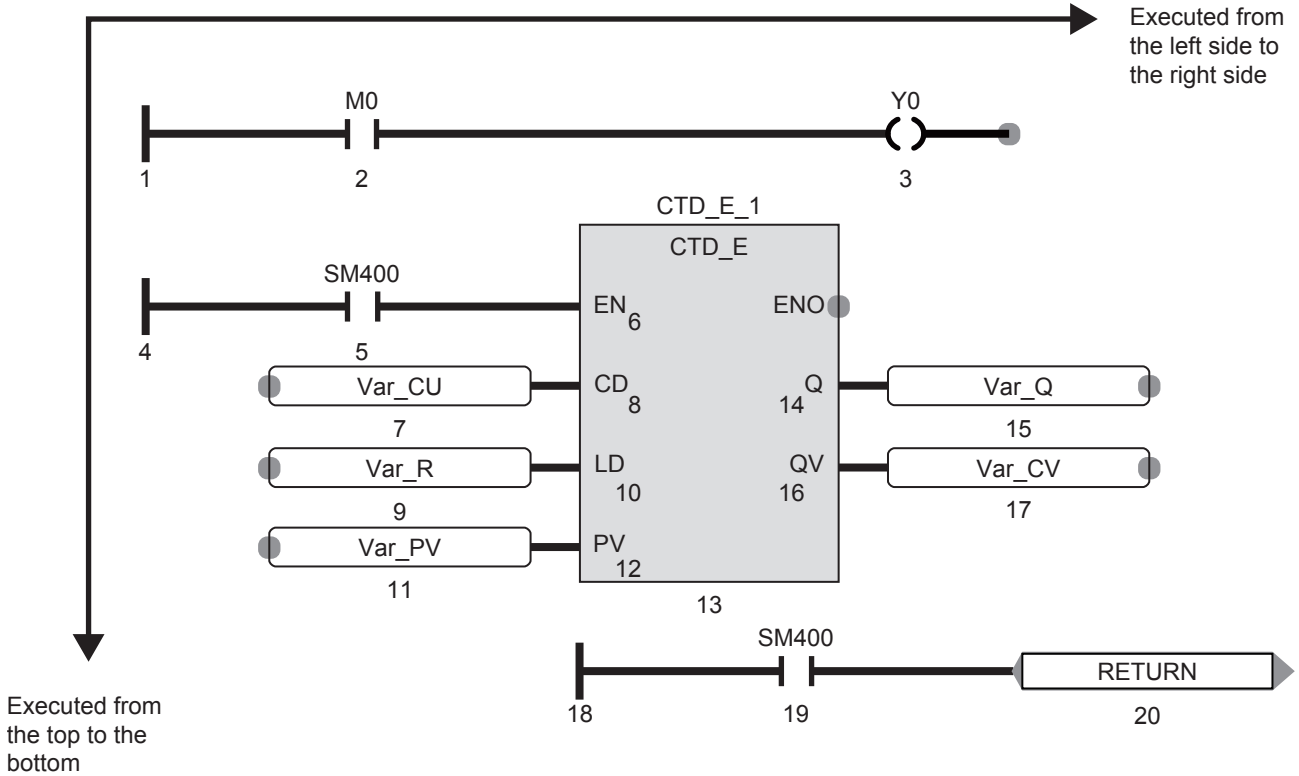 Executed from
the left side to
the right side
M0 Y0
1 2 3
CTD_E_1
CTD_E
SM400
EN 6 ENO
4 5
Var_CU CD 8 Q 14 Var_Q
7 15
Var_R LD 10 QV 16 Var_CV
9 17
Var_PV PV 12
11 13
SM400
RETURN
18 19 20
Executed from
the top to the
bottom